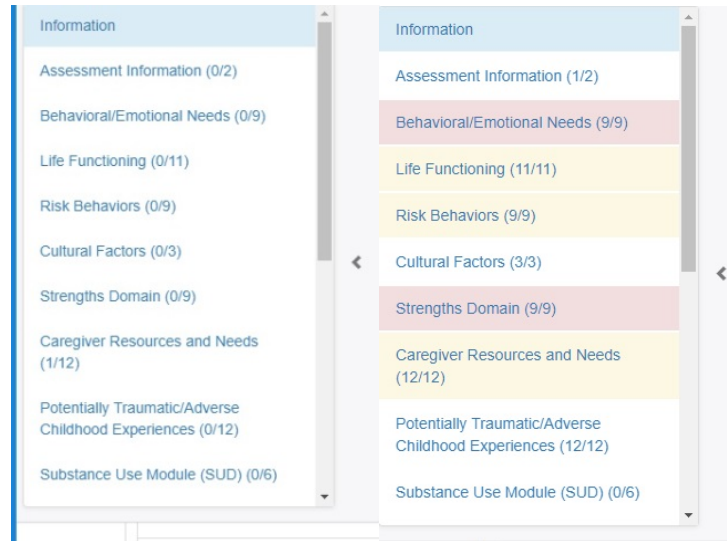 Information
Assessment Information (0/2)
Behavioral/Emotional Needs (0/9)
Life Functioning (0/11)
Risk Behaviors (0/9)
Cultural Factors (0/3)
Strengths Domain (0/9)
Caregiver Resources and Needs
(1/12)
Potentially Traumatic/Adverse
Childhood Experiences (0/12)
Substance Use Module (SUD) (0/6)
Information
Assessment Information (1/2)
Behavioral/Emotional Needs (9/9)
Life Functioning (11/11)
Risk Behaviors (9/9)
Cultural Factors (3/3)
Strengths Domain (9/9)
Caregiver Resources and Needs
(12/12)
Potentially Traumatic/Adverse
Childhood Experiences (12/12)
Substance Use Module (SUD) (0/6)